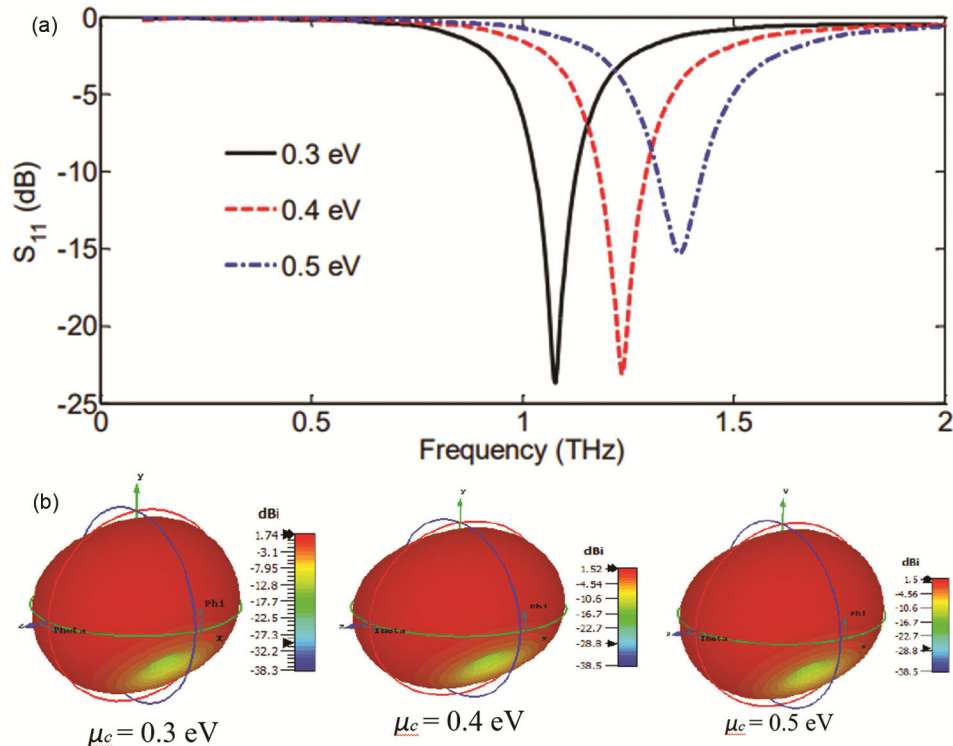 (a)
0
-5
-10
-15
-20
-25
S11 (dB)
0.3 eV
0.4 eV
0.5 eV
0 0.5 1 1.5 2
Frequency (THz)
(b)
Y
dBi
1.74
-3.1
-7.95
-12.8
-17.7
-22.5
-27.3
-32.2
-38.3
Phi
Theta
x
z
μc = 0.3 eV
Y
dBi
1.52
-4.54
-10.6
-16.7
-22.7
-28.8
-38.5
Phi
Theta
x
z
μc = 0.4 eV
Y
dBi
1.5
-4.56
-10.6
-16.7
-22.7
-28.8
-38.5
Phi
Theta
x
z
μc = 0.5 eV